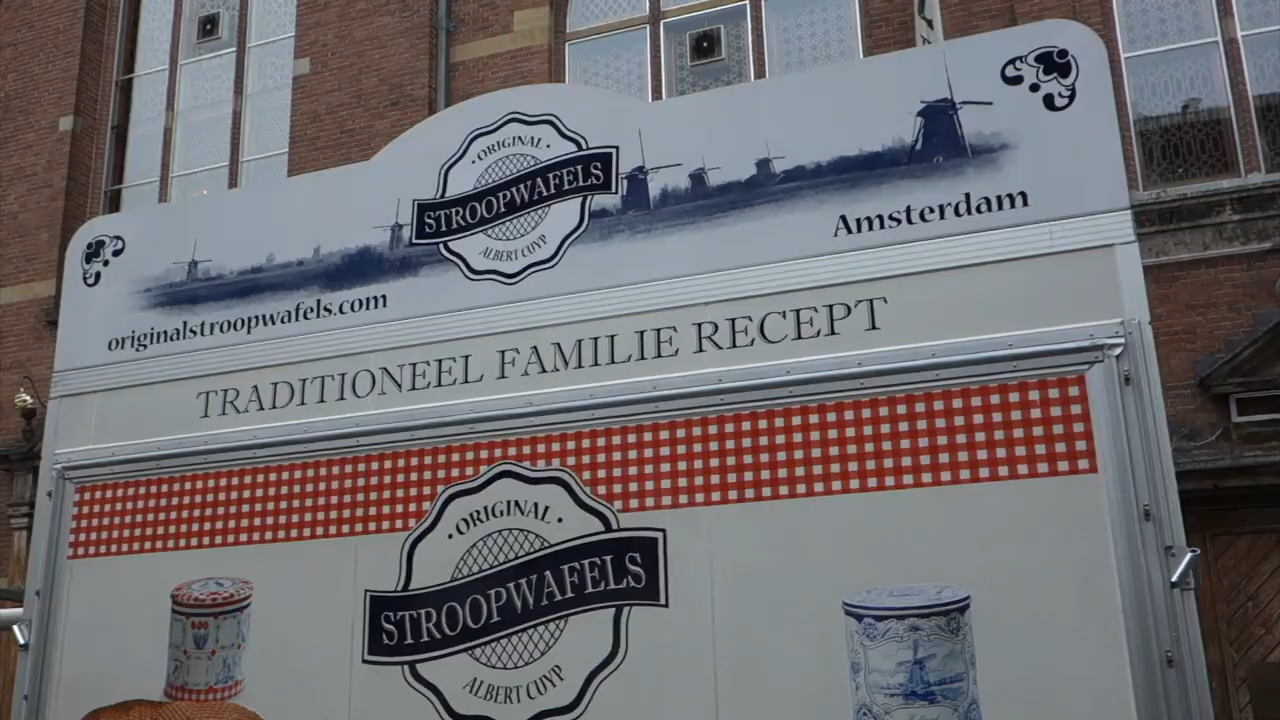 · ORIGINAL ·
STROOPWAFELS
ALBERT CUYP
Amsterdam
originalstroopwafels.com
TRADITIONEEL FAMILIE RECEPT
· ORIGINAL ·
STROOPWAFELS
ALBERT CUYP